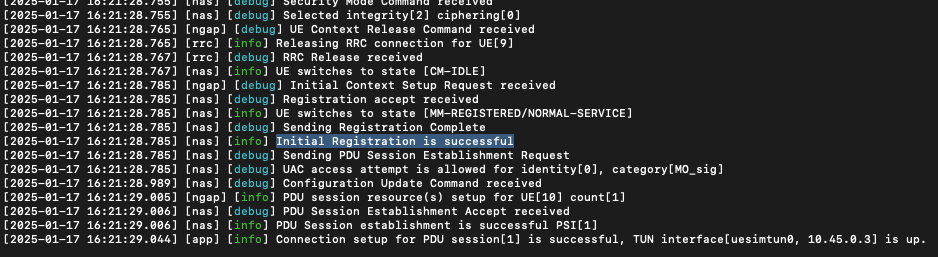 [2025-01-17 16:21:28.755] [nas] [debug] Security Mode Command received
[2025-01-17 16:21:28.755] [nas] [debug] Selected integrity[2] ciphering[0]
[2025-01-17 16:21:28.765] [ngap] [debug] UE Context Release Command received
[2025-01-17 16:21:28.765] [rrc] [info] Releasing RRC connection for UE[9]
[2025-01-17 16:21:28.767] [rrc] [debug] RRC Release received
[2025-01-17 16:21:28.767] [nas] [info] UE switches to state [CM-IDLE]
[2025-01-17 16:21:28.785] [ngap] [debug] Initial Context Setup Request received
[2025-01-17 16:21:28.785] [nas] [debug] Registration accept received
[2025-01-17 16:21:28.785] [nas] [info] UE switches to state [MM-REGISTERED/NORMAL-SERVICE]
[2025-01-17 16:21:28.785] [nas] [debug] Sending Registration Complete
[2025-01-17 16:21:28.785] [nas] [info] Initial Registration is successful
[2025-01-17 16:21:28.785] [nas] [debug] Sending PDU Session Establishment Request
[2025-01-17 16:21:28.785] [nas] [debug] UAC access attempt is allowed for identity[0], category[MO_sig]
[2025-01-17 16:21:28.989] [nas] [debug] Configuration Update Command received
[2025-01-17 16:21:29.005] [ngap] [info] PDU session resource(s) setup for UE[10] count[1]
[2025-01-17 16:21:29.006] [nas] [debug] PDU Session Establishment Accept received
[2025-01-17 16:21:29.006] [nas] [info] PDU Session establishment is successful PSI[1]
[2025-01-17 16:21:29.044] [app] [info] Connection setup for PDU session[1] is successful, TUN interface[uesimtun0, 10.45.0.3] is up.